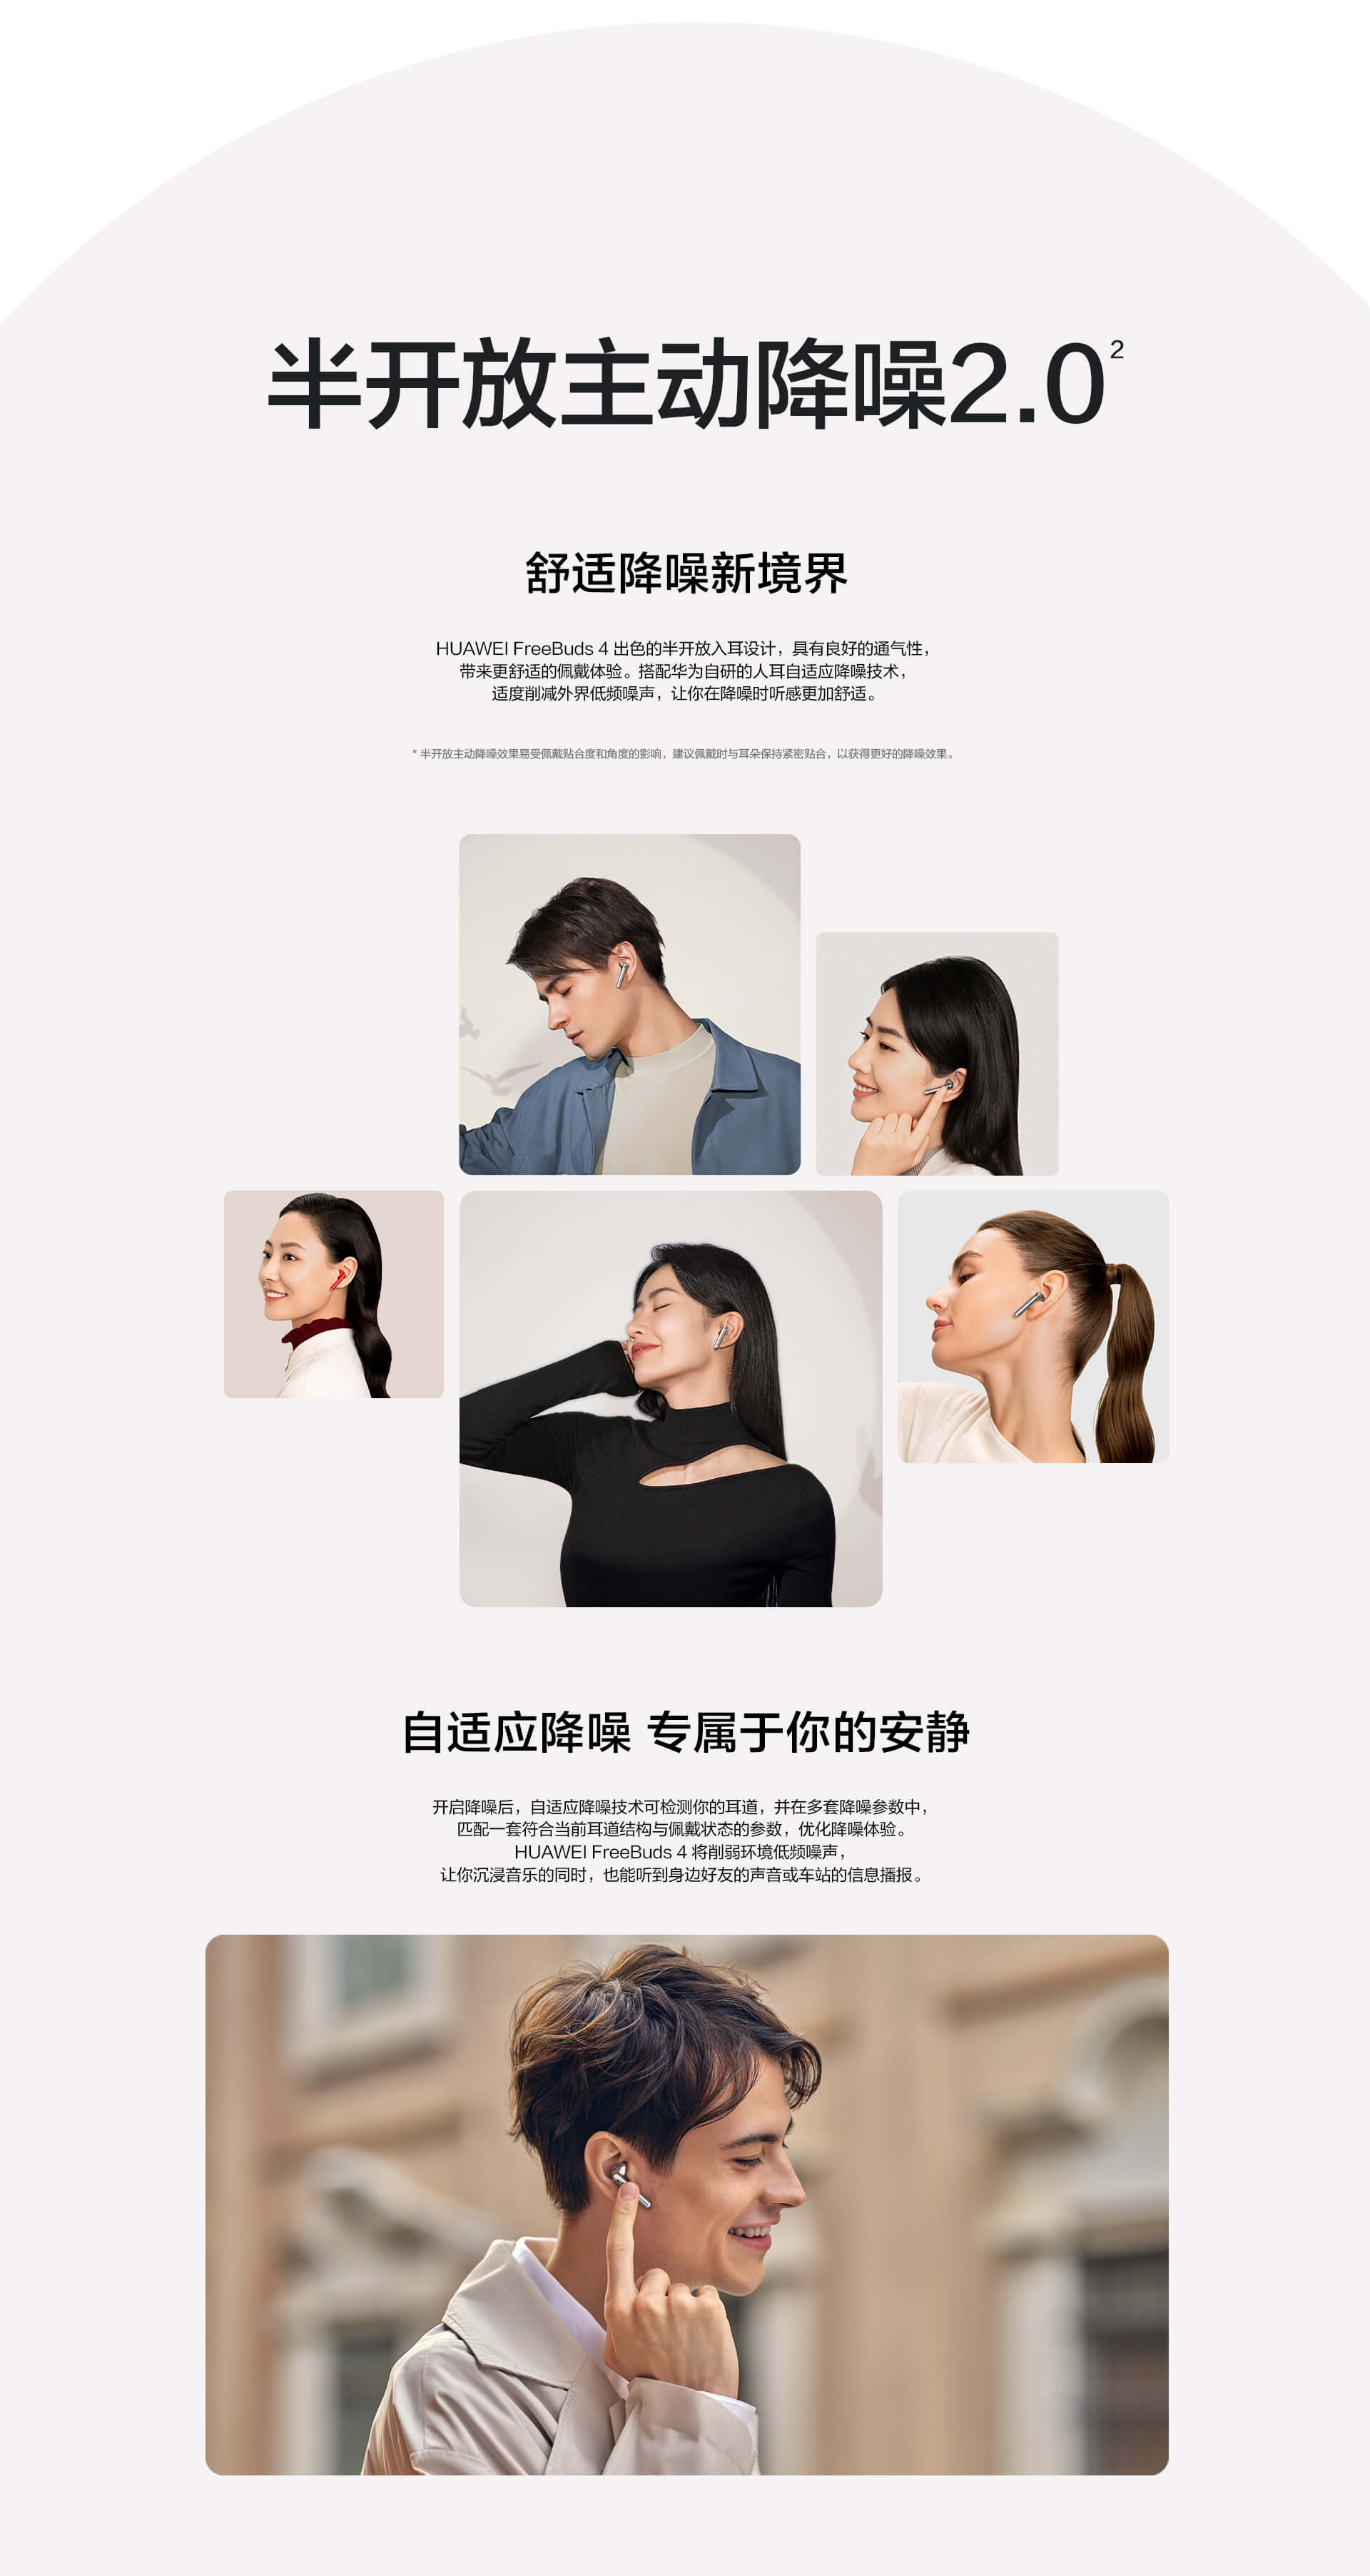 半开放主动降噪2.0²
舒适降噪新境界
HUAWEI FreeBuds 4 出色的半开放入耳设计，具有良好的通气性，
带来更舒适的佩戴体验。搭配华为自研的人耳自适应降噪技术，
适度削减外界低频噪声，让你在降噪时听感更加舒适。
* 半开放主动降噪效果易受佩戴贴合度和角度的影响，建议佩戴时与耳朵保持紧密贴合，以获得更好的降噪效果。
自适应降噪 专属于你的安静
开启降噪后，自适应降噪技术可检测你的耳道，并在多套降噪参数中，
匹配一套符合当前耳道结构与佩戴状态的参数，优化降噪体验。
HUAWEI FreeBuds 4 将削弱环境低频噪声，
让你沉浸音乐的同时，也能听到身边好友的声音或车站的信息播报。